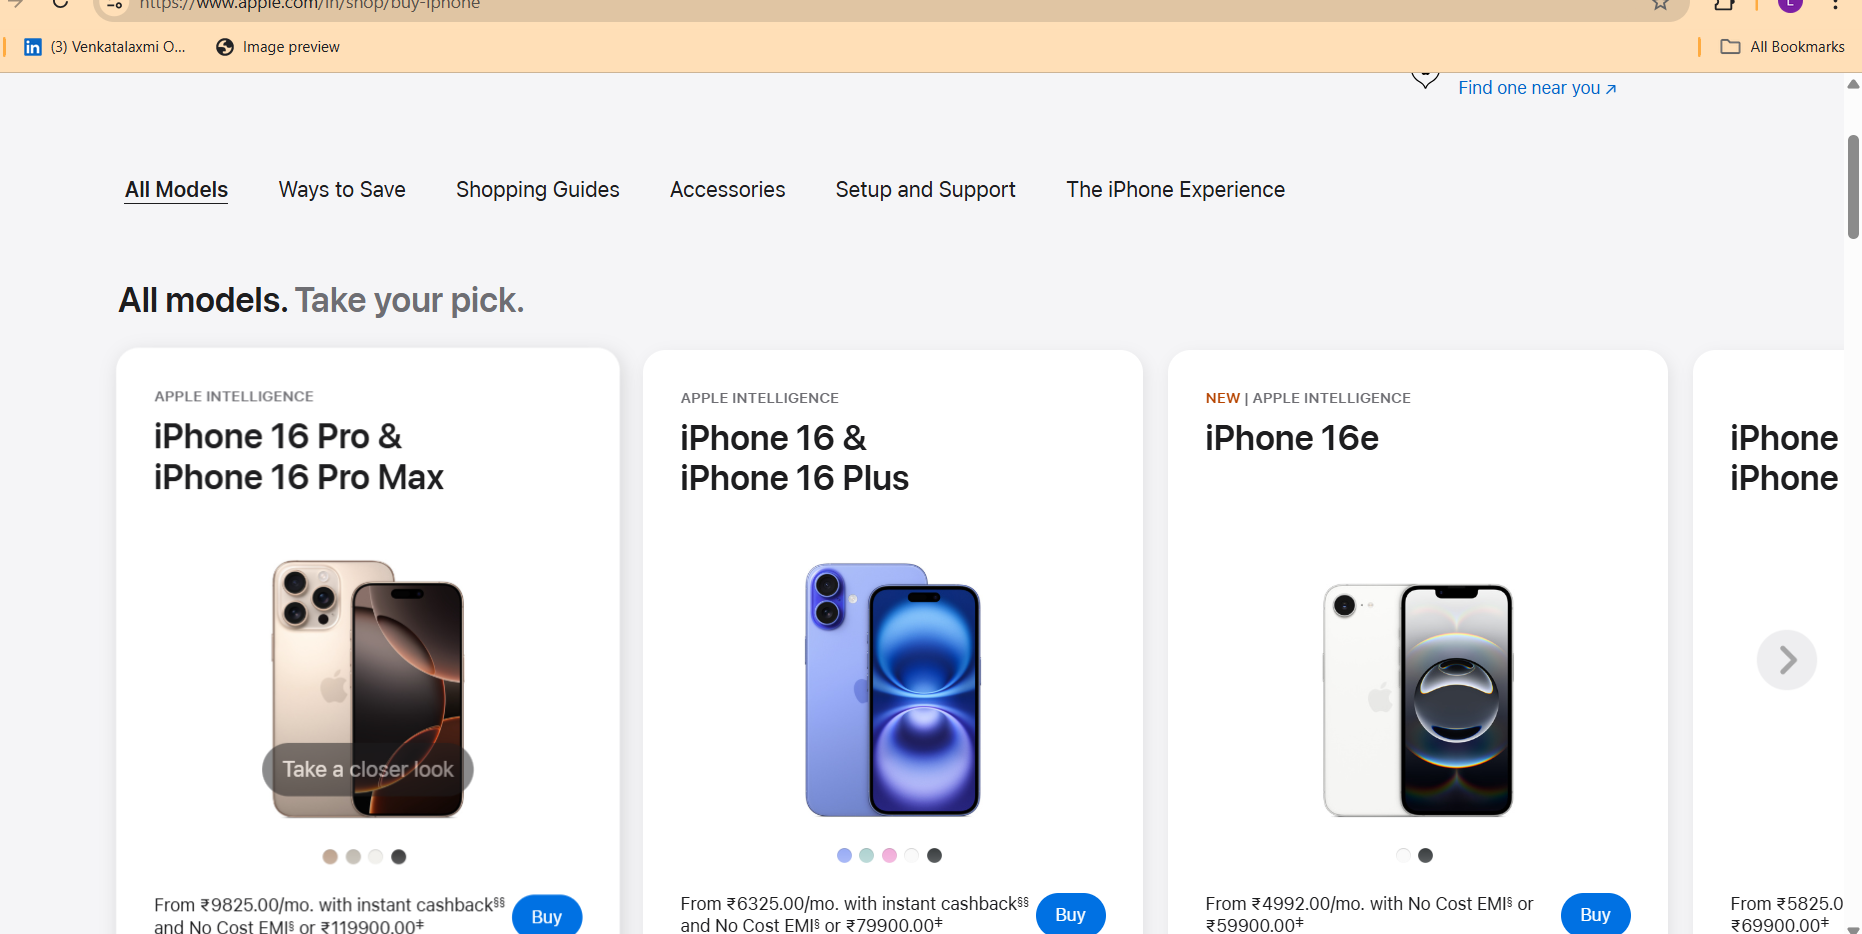 https://www.apple.com/in/shop/buy-iphone
L
(3) Venkatalaxmi O...
Image preview
All Bookmarks
Find one near you ↗
All Models
Ways to Save
Shopping Guides
Accessories
Setup and Support
The iPhone Experience
All models. Take your pick.
APPLE INTELLIGENCE
iPhone 16 Pro &
iPhone 16 Pro Max
Take a closer look
From ₹9825.00/mo. with instant cashback§§
and No Cost EMI§ or ₹119900.00‡
Buy
APPLE INTELLIGENCE
iPhone 16 &
iPhone 16 Plus
From ₹6325.00/mo. with instant cashback§§
and No Cost EMI§ or ₹79900.00‡
Buy
NEW | APPLE INTELLIGENCE
iPhone 16e
From ₹4992.00/mo. with No Cost EMI§ or
₹59900.00‡
Buy
iPhone
iPhone
From ₹5825.0
₹69900.00‡